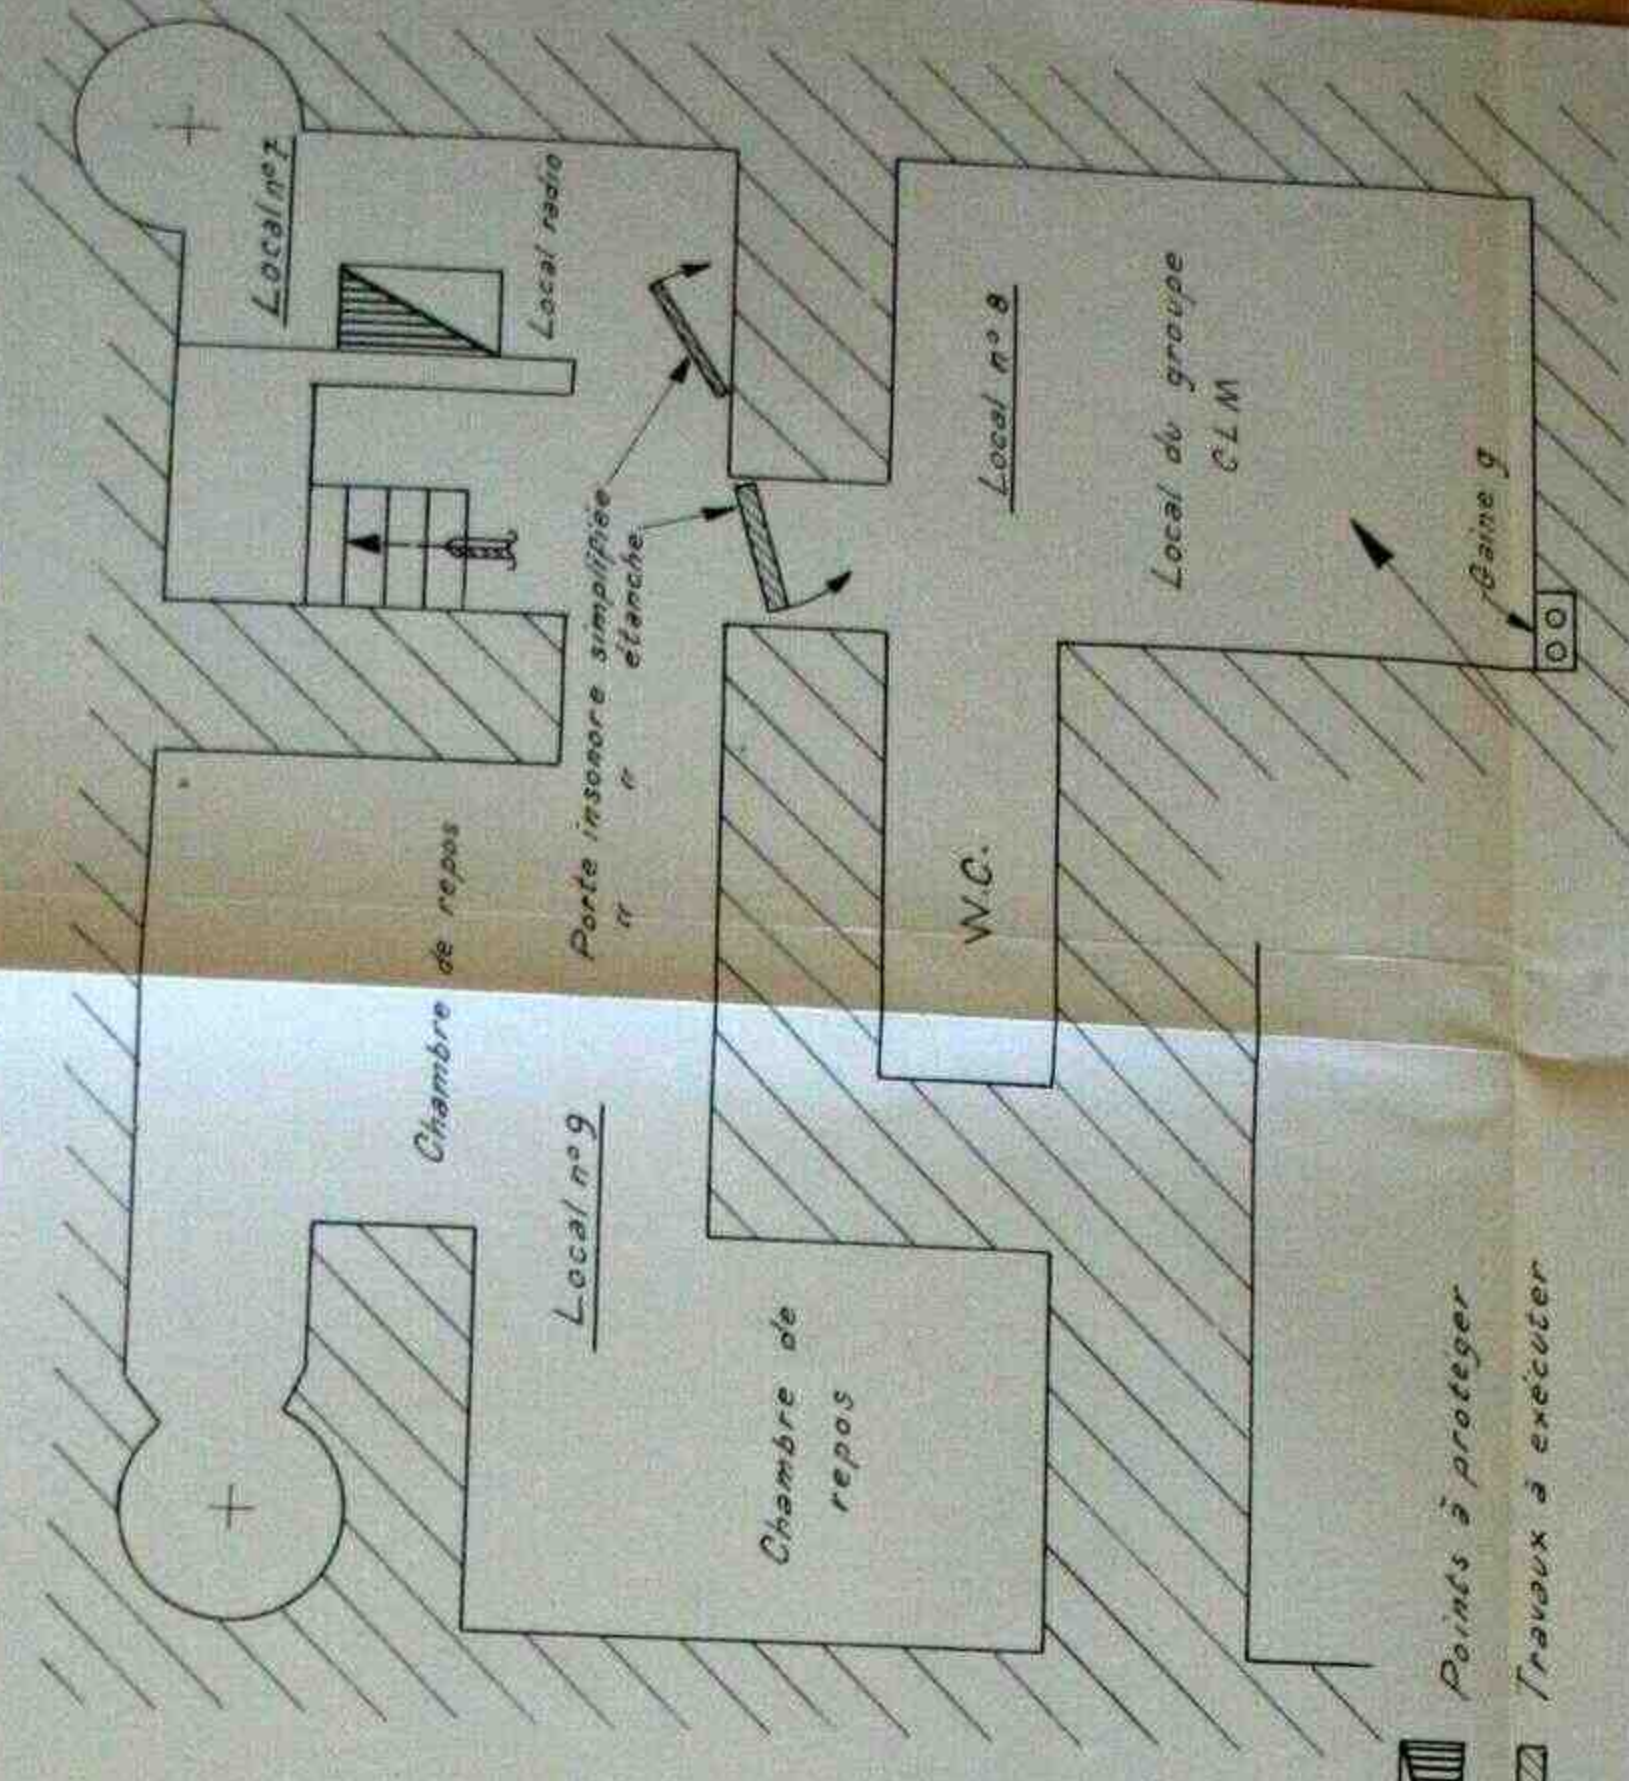 Local n° 7
Local radio
Porte insonore simplifiée
" " étanche
Chambre de repos
Local n° 9
Chambre de
repos
W.C.
Local n° 8
Local du groupe
CLM
Gaine 9
Points à protéger
Travaux à exécuter